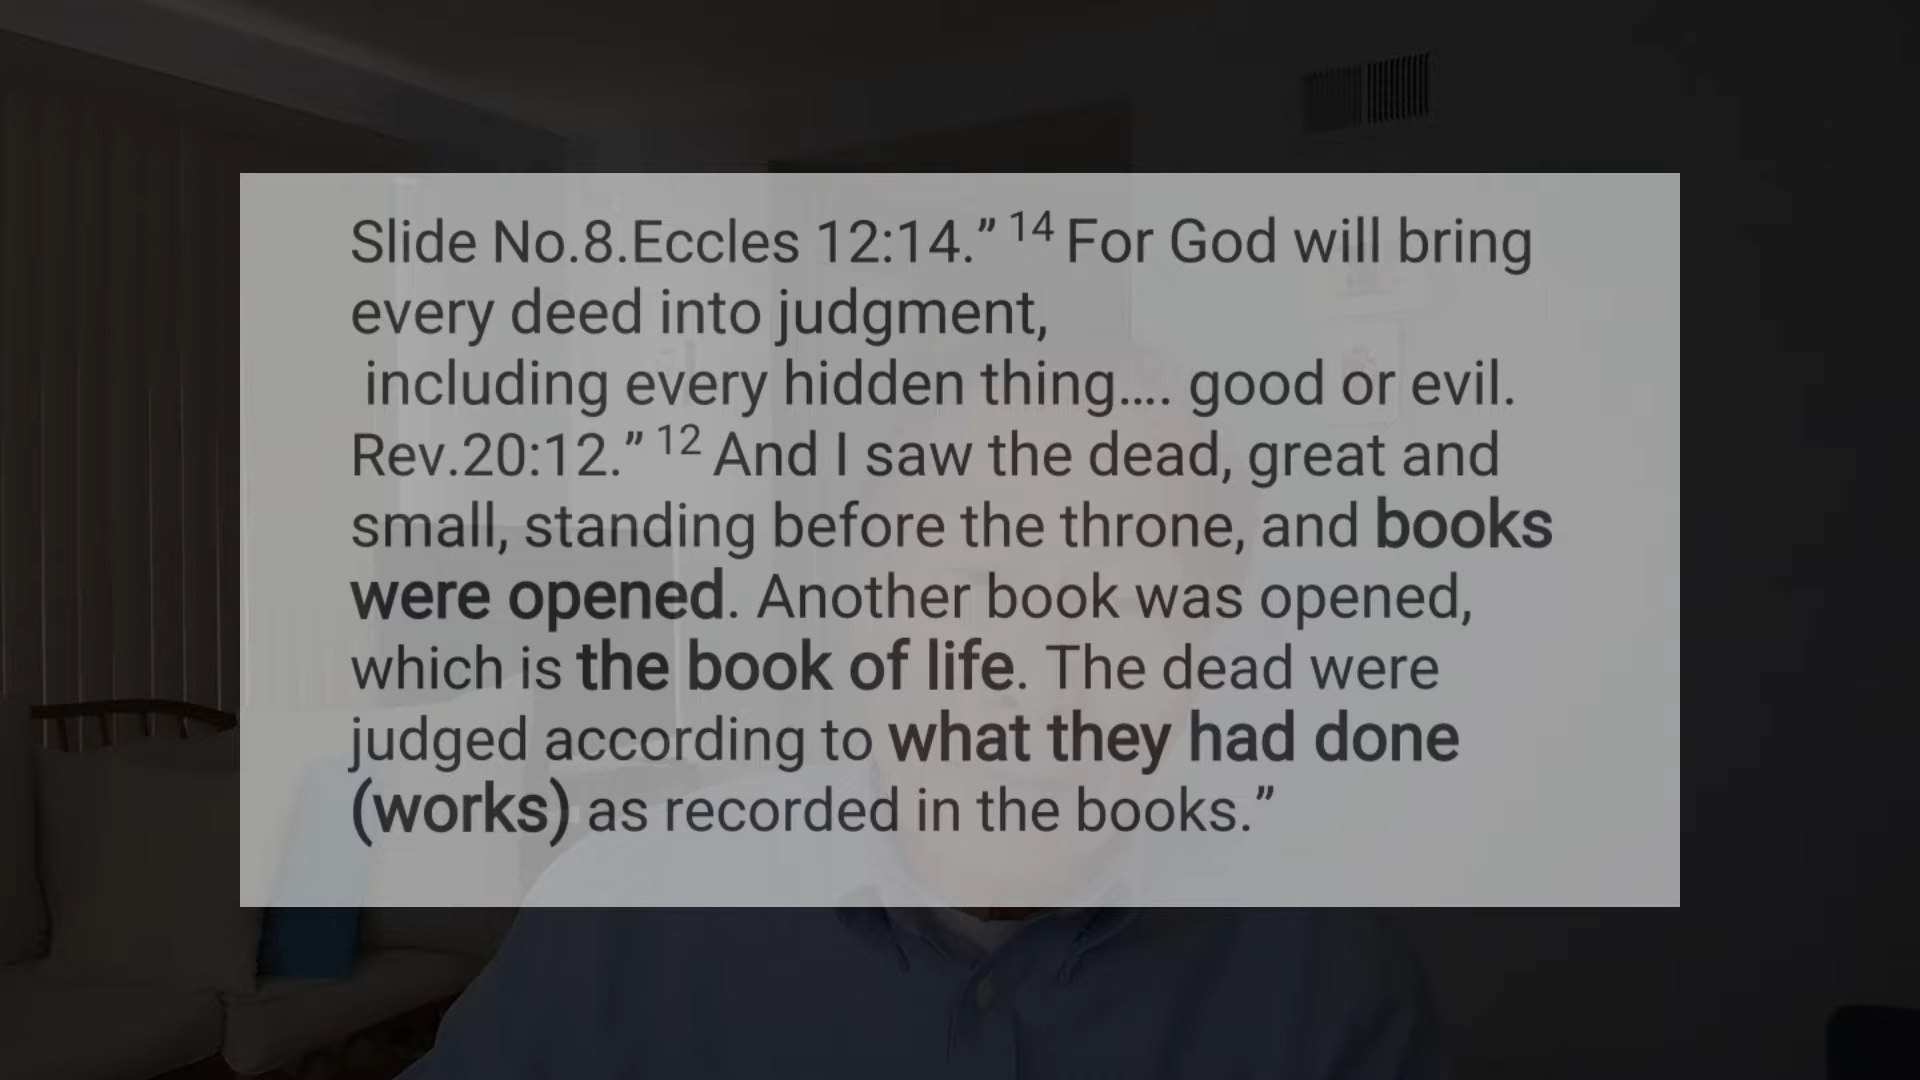 Slide No.8.Eccles 12:14.” 14 For God will bring
every deed into judgment,
including every hidden thing.... good or evil.
Rev.20:12.” 12 And I saw the dead, great and
small, standing before the throne, and books
were opened. Another book was opened,
which is the book of life. The dead were
judged according to what they had done
(works) as recorded in the books.”